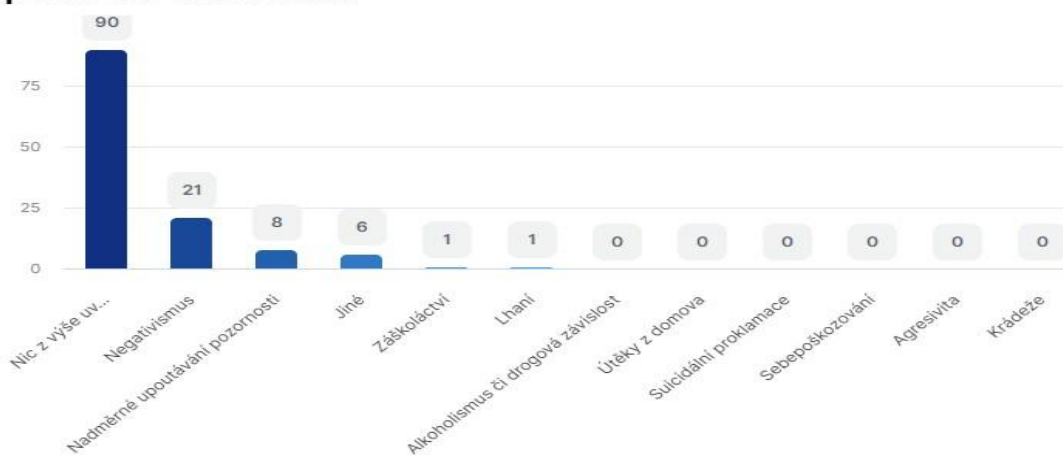 90
75
50
25
0
21
8
6
1
1
0
0
0
0
0
0
Nic z výše uv...
Negativismus
Nadměrné upoutávání pozornosti
Jiné
Záškoláctví
Lhaní
Alkoholismus či drogová závislost
Útěky z domova
Suicidální proklamace
Sebepoškozování
Agresivita
Krádeže